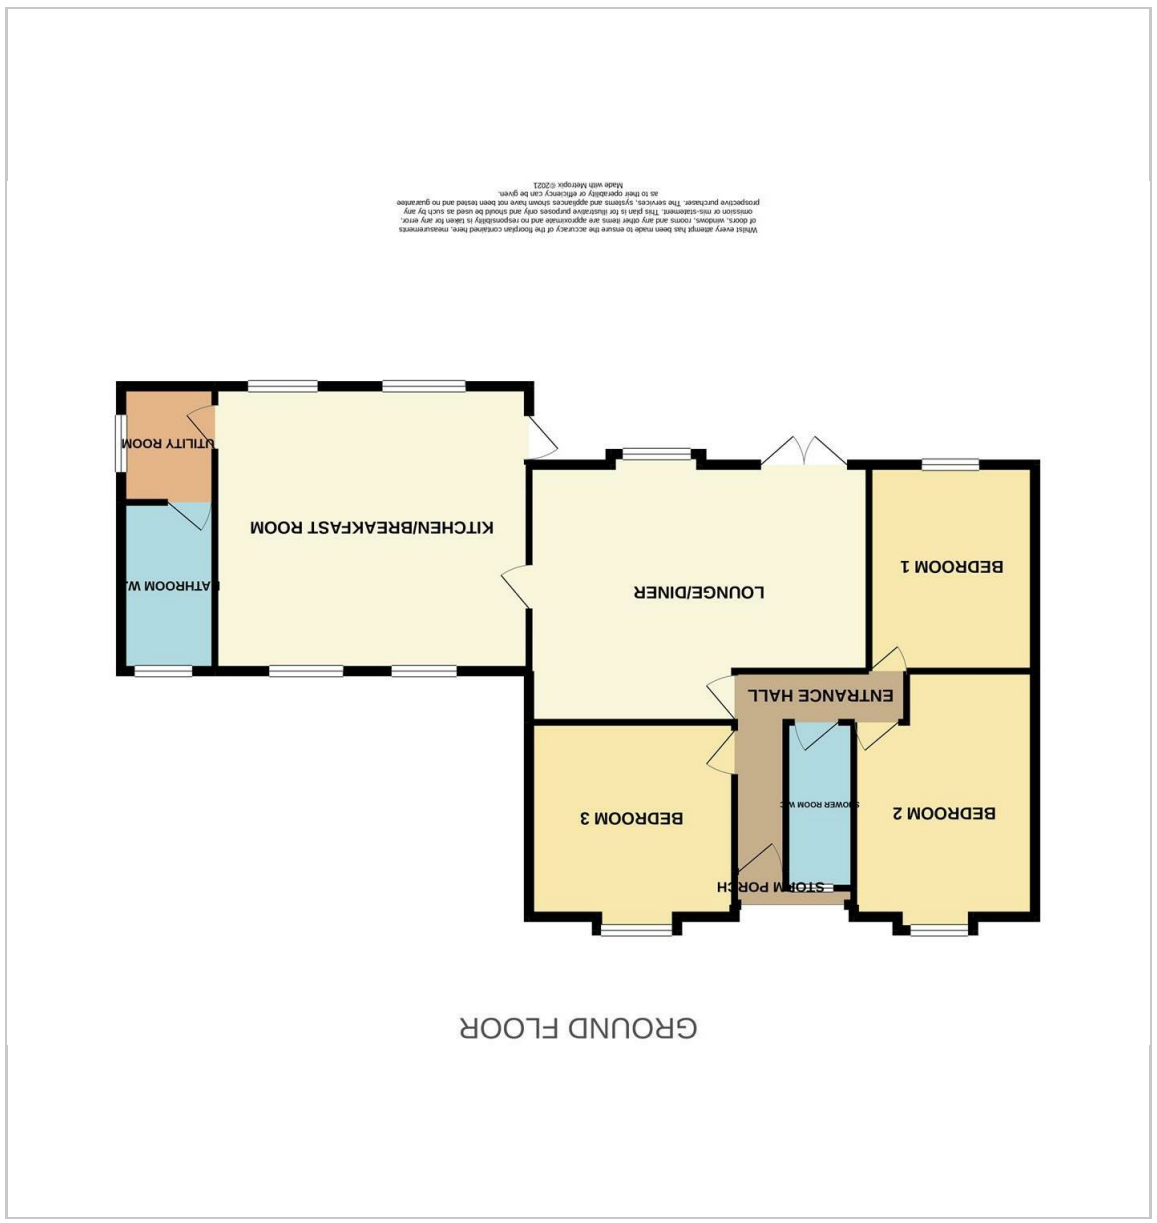 GROUND FLOOR
STORM PORCH
BEDROOM 2
SHOWER ROOM W.C
BEDROOM 3
ENTRANCE HALL
LOUNGE/DINER
BATHROOM W.
BEDROOM 1
KITCHEN/BREAKFAST ROOM
UTILITY ROOM
Whilst every attempt has been made to ensure the accuracy of the floorplan contained here, measurements
of doors, windows, rooms and any other items are approximate and no responsibility is taken for any error,
omission or mis-statement. This plan is for illustrative purposes only and should be used as such by any
prospective purchaser. The services, systems and appliances shown have not been tested and no guarantee
as to their operability or efficiency can be given.
Made with Metropix ©2021